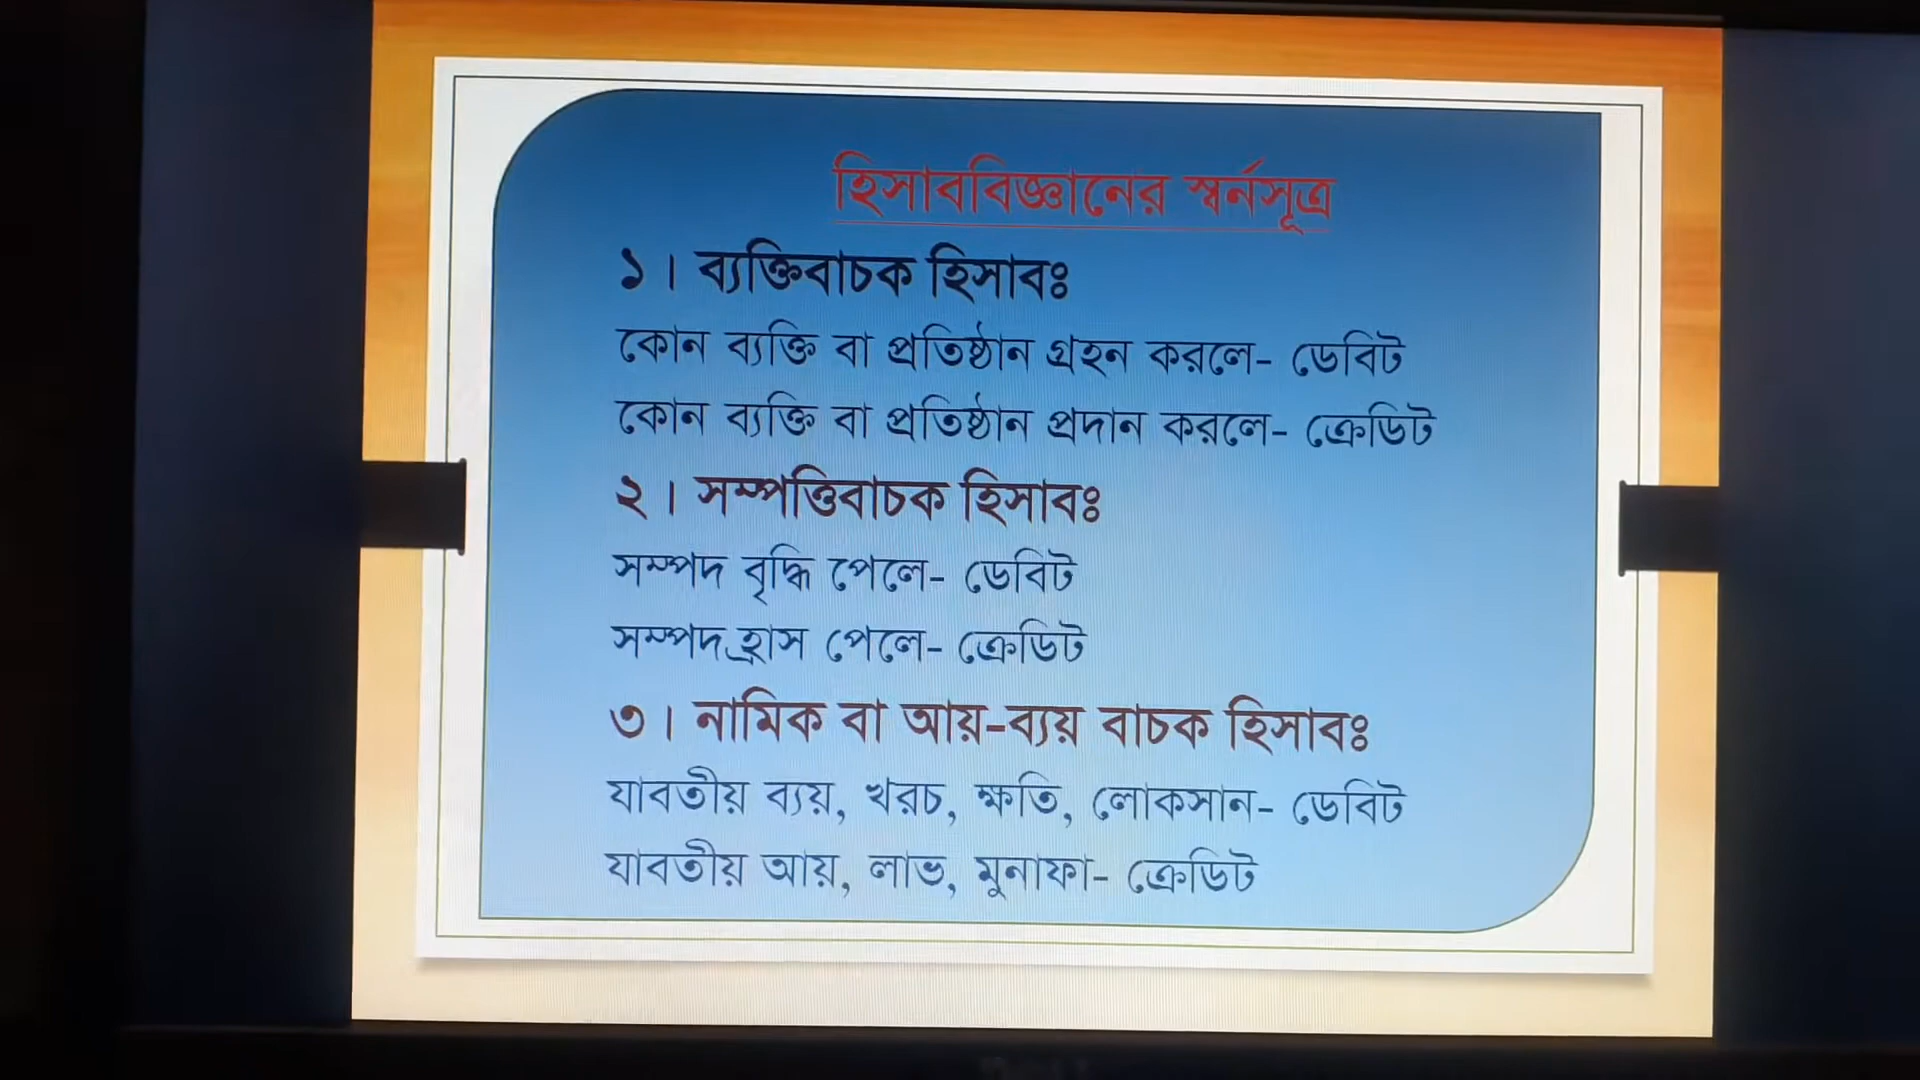 হিসাববিজ্ঞানের স্বর্নসূত্র
১। ব্যক্তিবাচক হিসাবঃ
কোন ব্যক্তি বা প্রতিষ্ঠান গ্রহন করলে- ডেবিট
কোন ব্যক্তি বা প্রতিষ্ঠান প্রদান করলে- ক্রেডিট
২। সম্পত্তিবাচক হিসাবঃ
সম্পদ বৃদ্ধি পেলে- ডেবিট
সম্পদ হ্রাস পেলে- ক্রেডিট
৩। নামিক বা আয়-ব্যয় বাচক হিসাবঃ
যাবতীয় ব্যয়, খরচ, ক্ষতি, লোকসান- ডেবিট
যাবতীয় আয়, লাভ, মুনাফা- ক্রেডিট